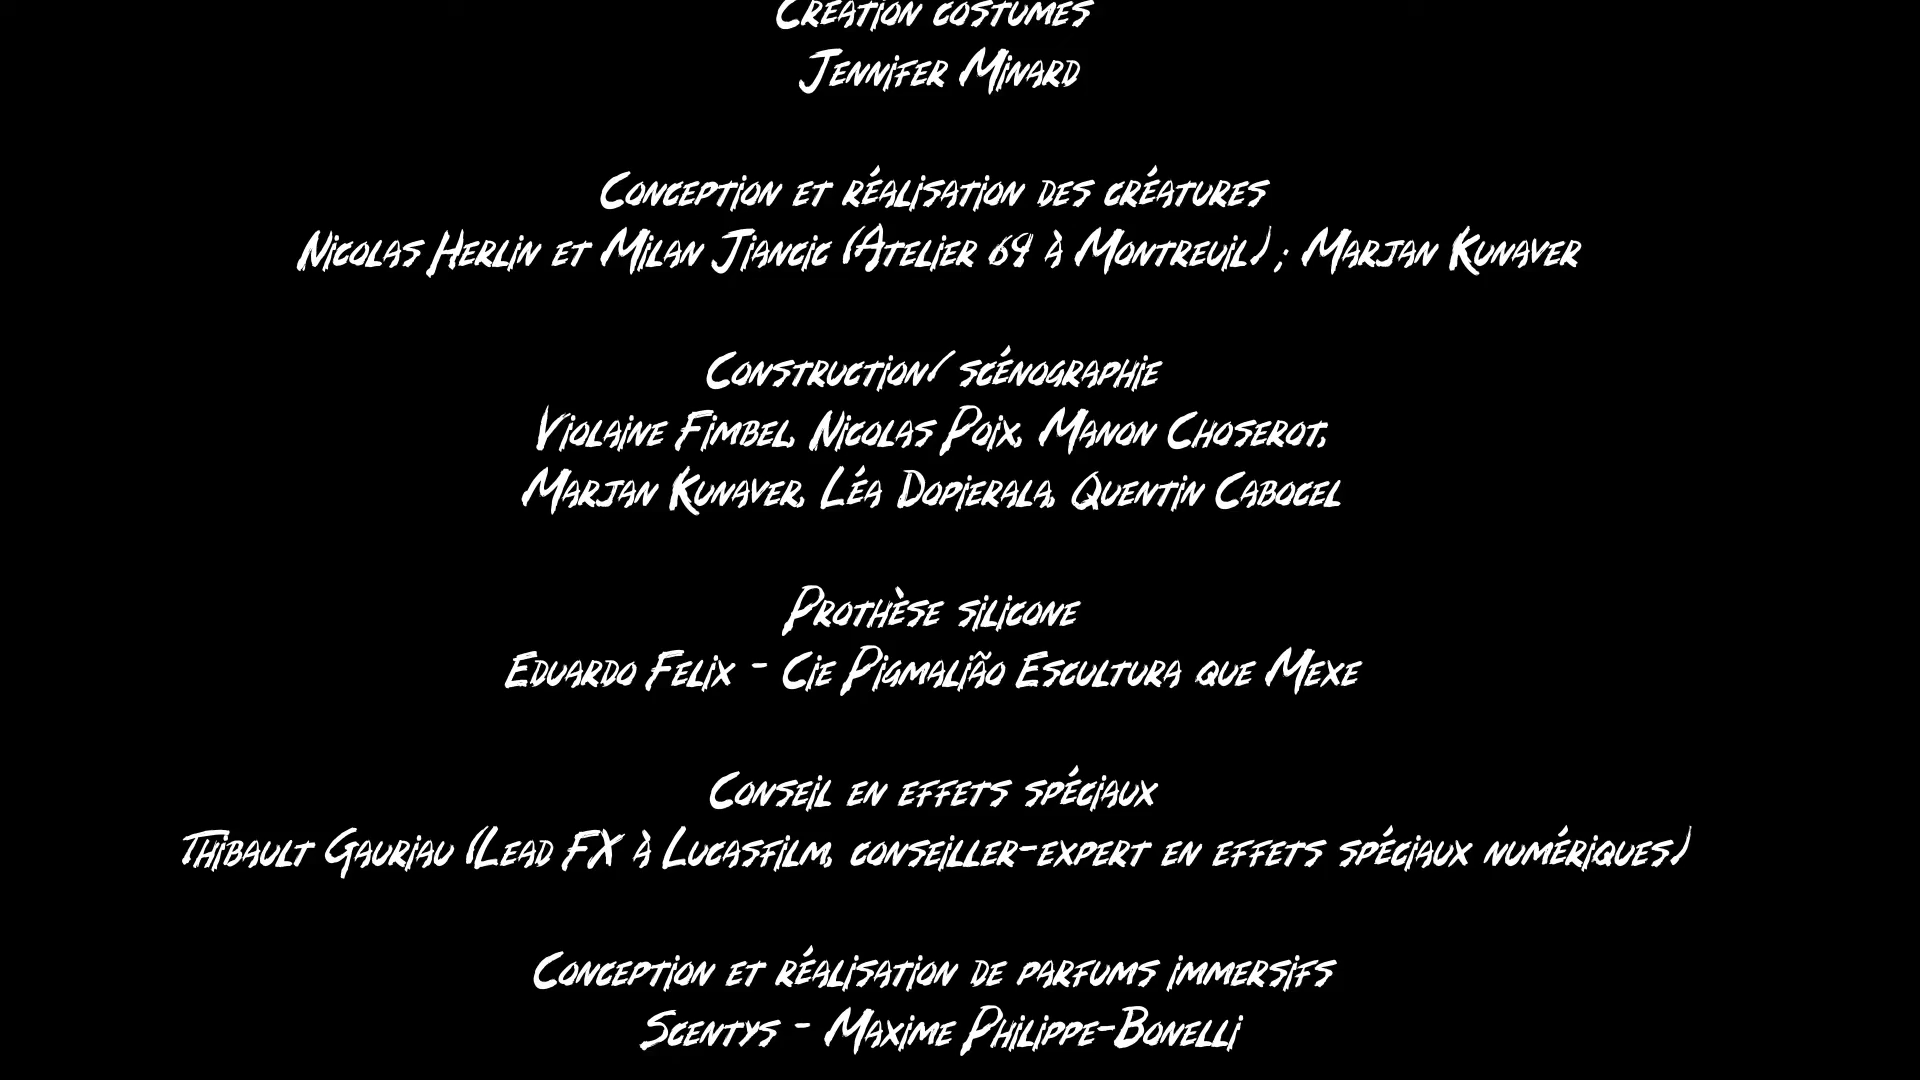 Création costumes
Jennifer Minard
Conception et réalisation des créatures
Nicolas Herlin et Milan Jiancic (Atelier 69 à Montreuil) ; Marjan Kunaver
Construction/ scénographie
Violaine Fimbel, Nicolas Poix, Manon Choserot,
Marjan Kunaver, Léa Dopierala, Quentin Cabocel
Prothèse silicone
Eduardo Felix - Cie Pigmalião Escultura que Mexe
Conseil en effets spéciaux
Thibault Gauriau (Lead FX à Lucasfilm, conseiller-expert en effets spéciaux numériques)
Conception et réalisation de parfums immersifs
Scentys - Maxime Philippe-Bonelli